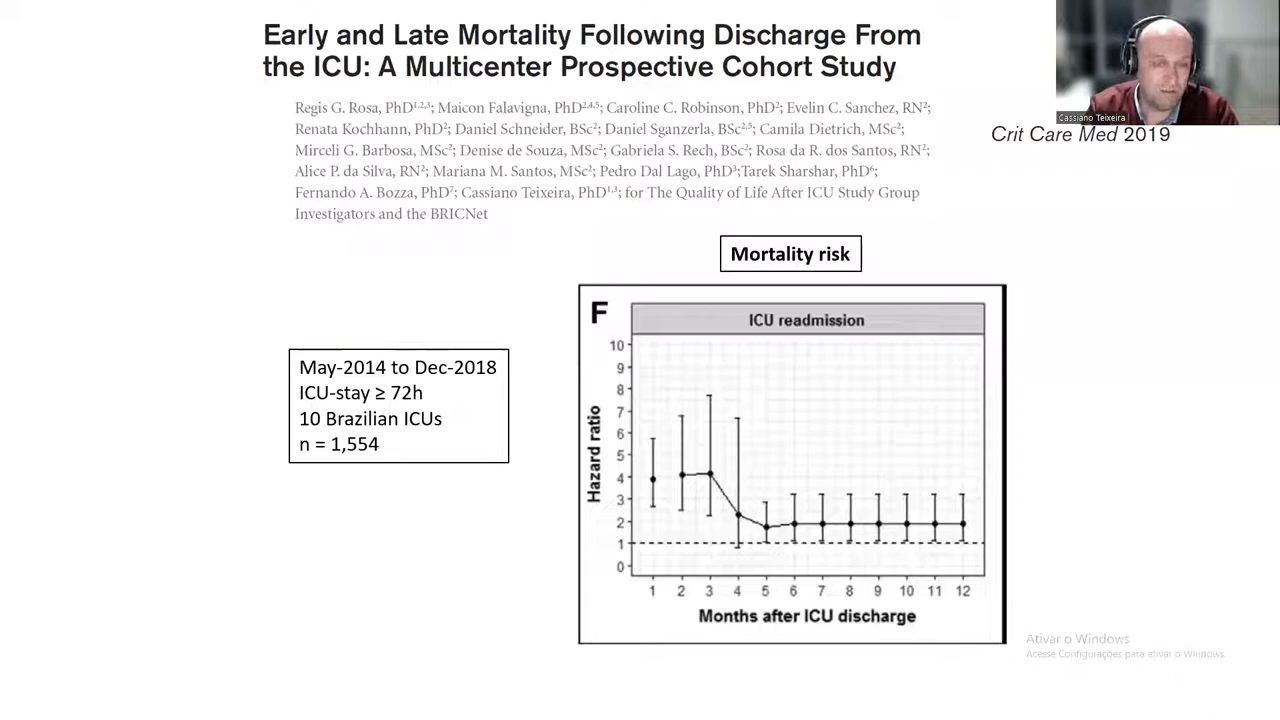 Early and Late Mortality Following Discharge From
the ICU: A Multicenter Prospective Cohort Study
Regis G. Rosa, PhD1,2,3; Maicon Falavigna, PhD2,4,5; Caroline C. Robinson, PhD2; Evelin C. Sanchez, RN2;
Renata Kochhann, PhD2; Daniel Schneider, BSc2; Daniel Sganzerla, BSc2,5; Camila Dietrich, MSc2;
Mirceli G. Barbosa, MSc2; Denise de Souza, MSc2; Gabriela S. Rech, BSc2; Rosa da R. dos Santos, RN2;
Alice P. da Silva, RN2; Mariana M. Santos, MSc2; Pedro Dal Lago, PhD3;Tarek Sharshar, PhD6;
Fernando A. Bozza, PhD7; Cassiano Teixeira, PhD1,3; for The Quality of Life After ICU Study Group
Investigators and the BRICNet
Cassiano Teixeira
Crit Care Med 2019
Mortality risk
May-2014 to Dec-2018
ICU-stay ≥ 72h
10 Brazilian ICUs
n = 1,554
F
ICU readmission
Hazard ratio
10
9
8
7
6
5
4
3
2
1
0
1 2 3 4 5 6 7 8 9 10 11 12
Months after ICU discharge
Ativar o Windows
Acesse Configurações para ativar o Windows.